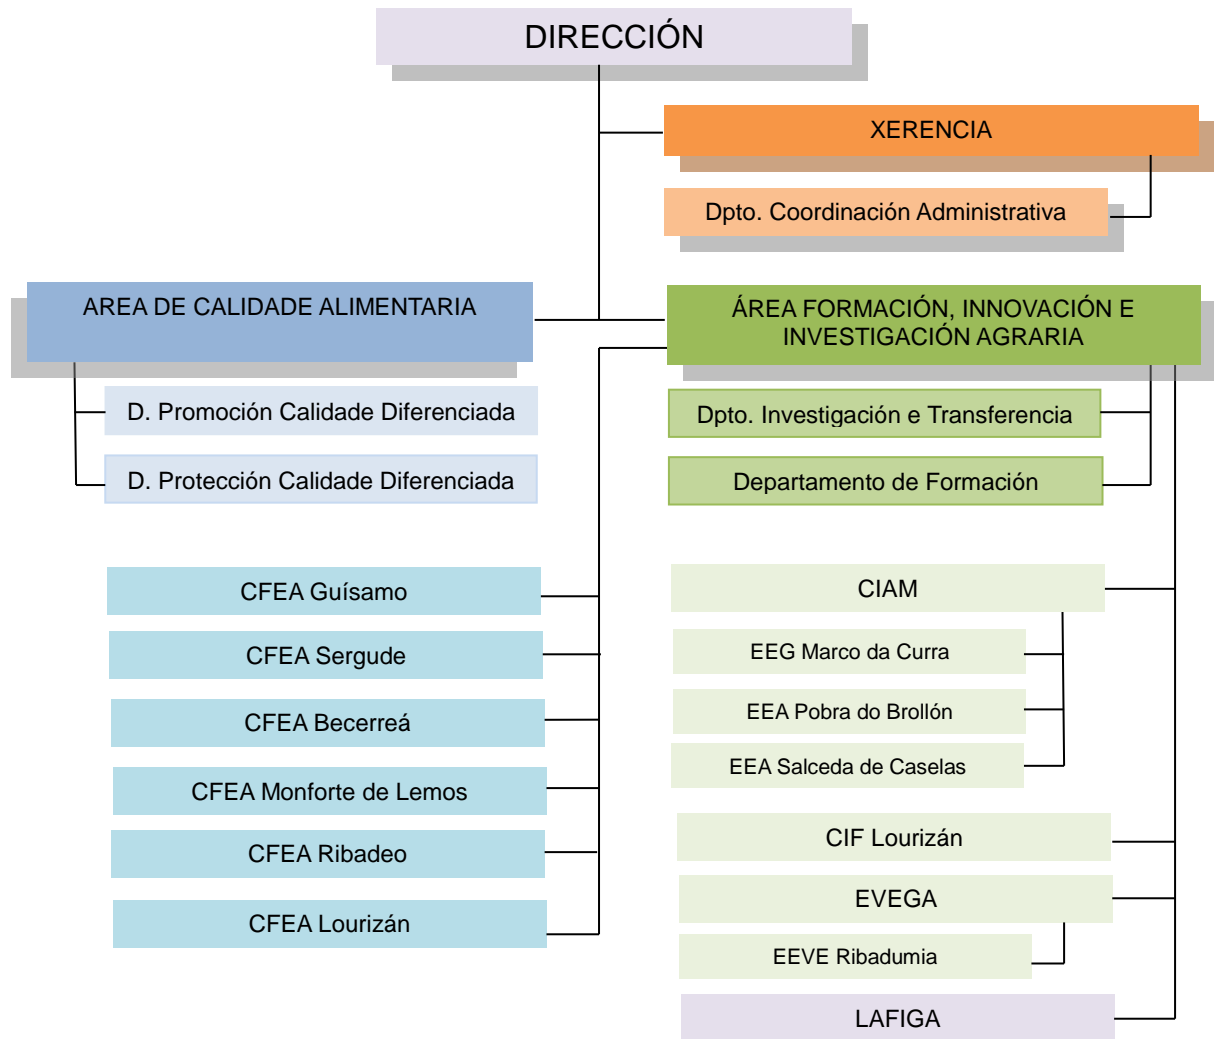 DIRECCIÓN
XERENCIA
Dpto. Coordinación Administrativa
AREA DE CALIDADE ALIMENTARIA
D. Promoción Calidade Diferenciada
D. Protección Calidade Diferenciada
ÁREA FORMACIÓN, INNOVACIÓN E
INVESTIGACIÓN AGRARIA
Dpto. Investigación e Transferencia
Departamento de Formación
CFEA Guísamo
CFEA Sergude
CFEA Becerreá
CFEA Monforte de Lemos
CFEA Ribadeo
CFEA Lourizán
CIAM
EEG Marco da Curra
EEA Pobra do Brollón
EEA Salceda de Caselas
CIF Lourizán
EVEGA
EEVE Ribadumia
LAFIGA